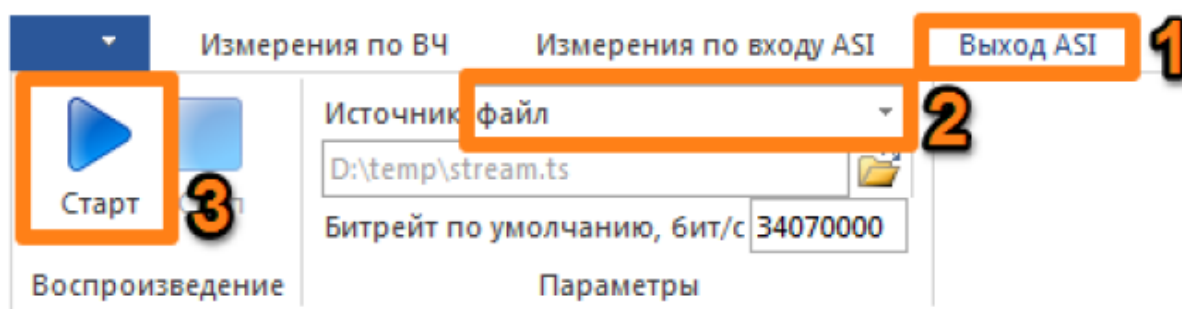 Измерения по ВЧ Измерения по входу ASI Выход ASI 1
Источник файл 2
D:\temp\stream.ts
Старт 3
Битрейт по умолчанию, бит/с 34070000
Воспроизведение Параметры